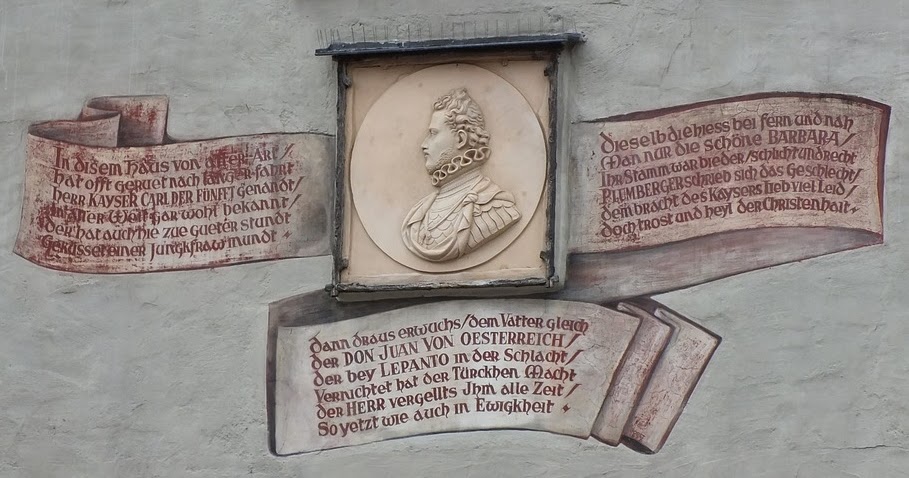 In disem Haus von alter Art/
hat offt geruet nach langer fahrt
Herr KAYSER CARL DER FÜNFFT genandt/
in aller Welt gar wohl bekannt/
der hat auch hie zue gueter stundt
Geküsset einer Jungkfraw mundt
Dieselb die hiess bei fern und nah
Man nur die schöne BARBARA/
Ihr Stamm war bieder/schlicht und recht
PLUMBERGER schrieb sich das Geschlecht/
dem bracht des Kaysers lieb viel Leid/
doch trost und heyl der Christenheit
Dann draus erwuchs/dem Vatter gleich
der DON JUAN VON OESTERREICH/
der bey LEPANTO in der Schlacht/
Vernichtet hat der Türckhen Macht
der HERR vergellts Jhm alle Zeit/
So yetzt wie auch in Ewigkheit